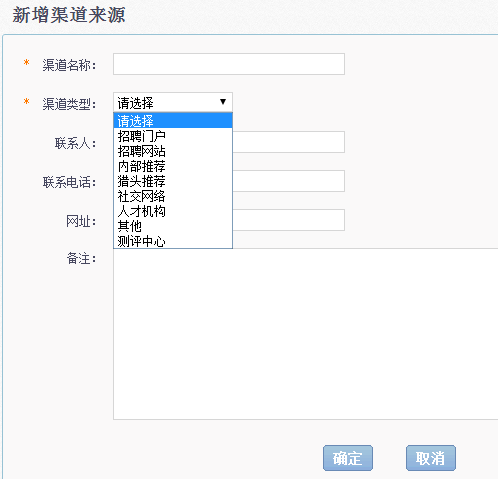 新增渠道来源
* 渠道名称：
* 渠道类型： 请选择
请选择
招聘门户
联系人：
招聘网站
内部推荐
联系电话： 猎头推荐
社交网络
人才机构
网址：
其他
测评中心
备注：
确定 取消